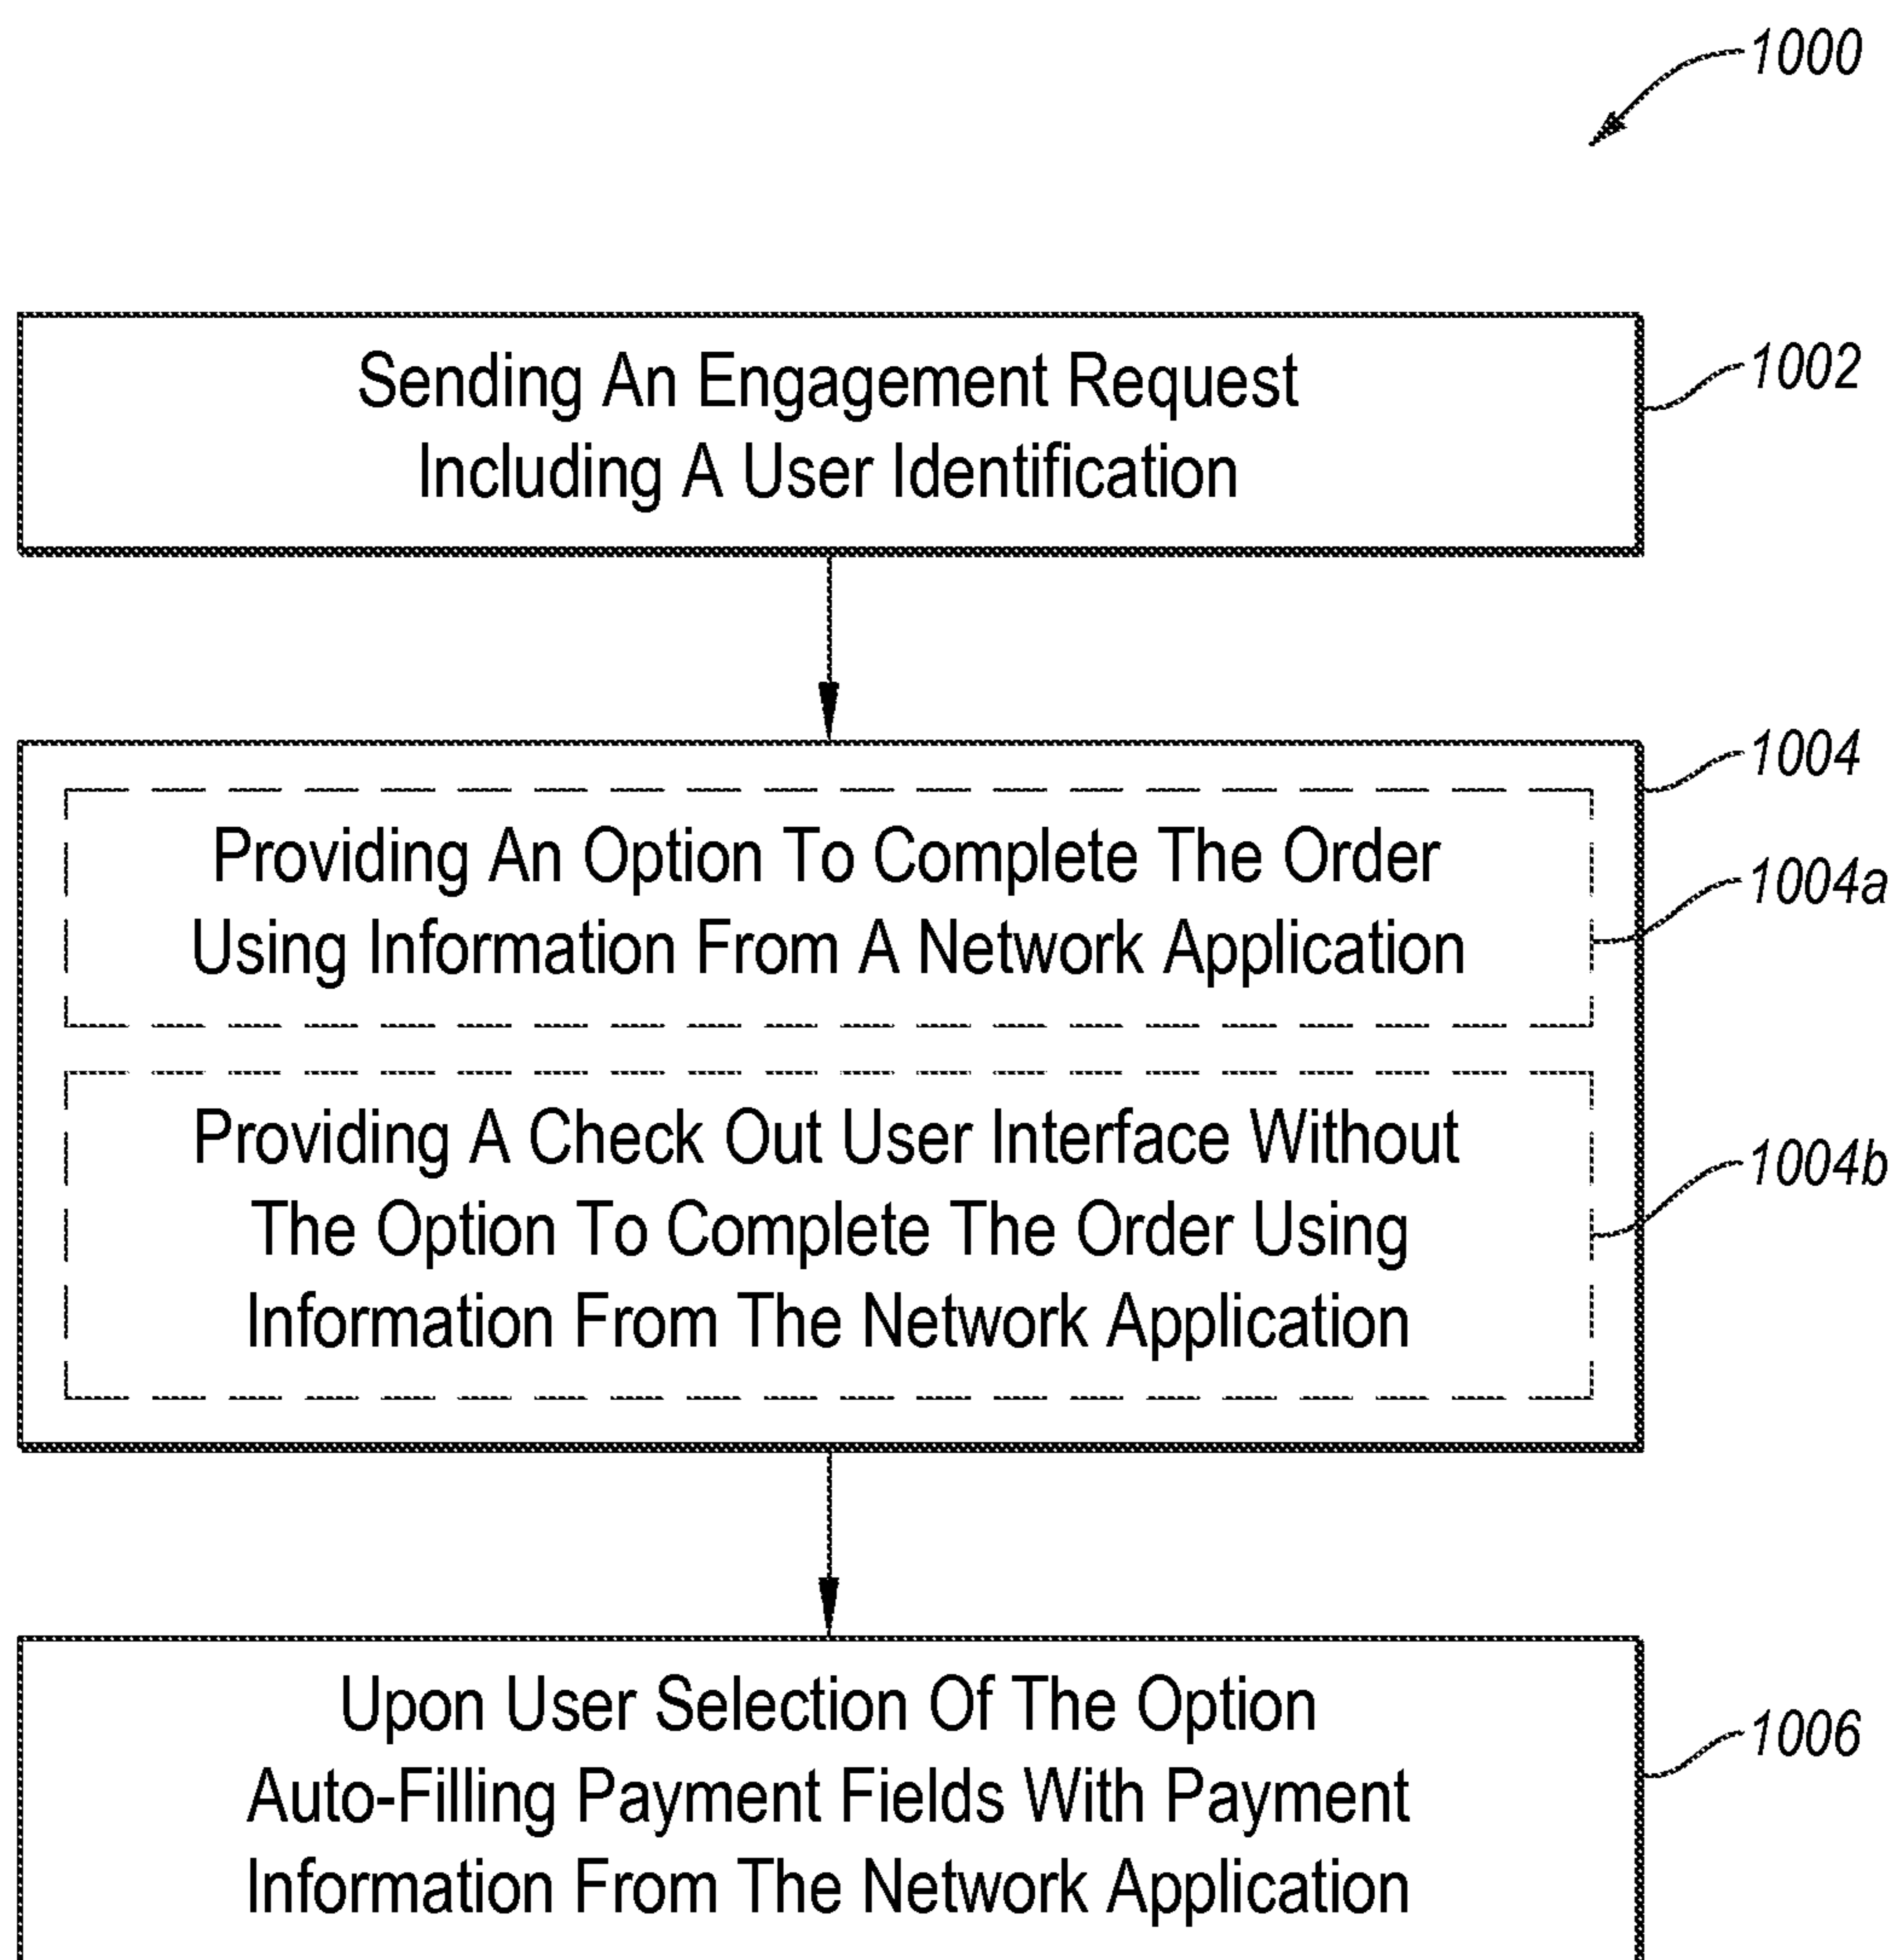 1000
Sending An Engagement Request
Including A User Identification
1002
1004
Providing An Option To Complete The Order
Using Information From A Network Application
1004a
Providing A Check Out User Interface Without
The Option To Complete The Order Using
Information From The Network Application
1004b
Upon User Selection Of The Option
Auto-Filling Payment Fields With Payment
Information From The Network Application
1006